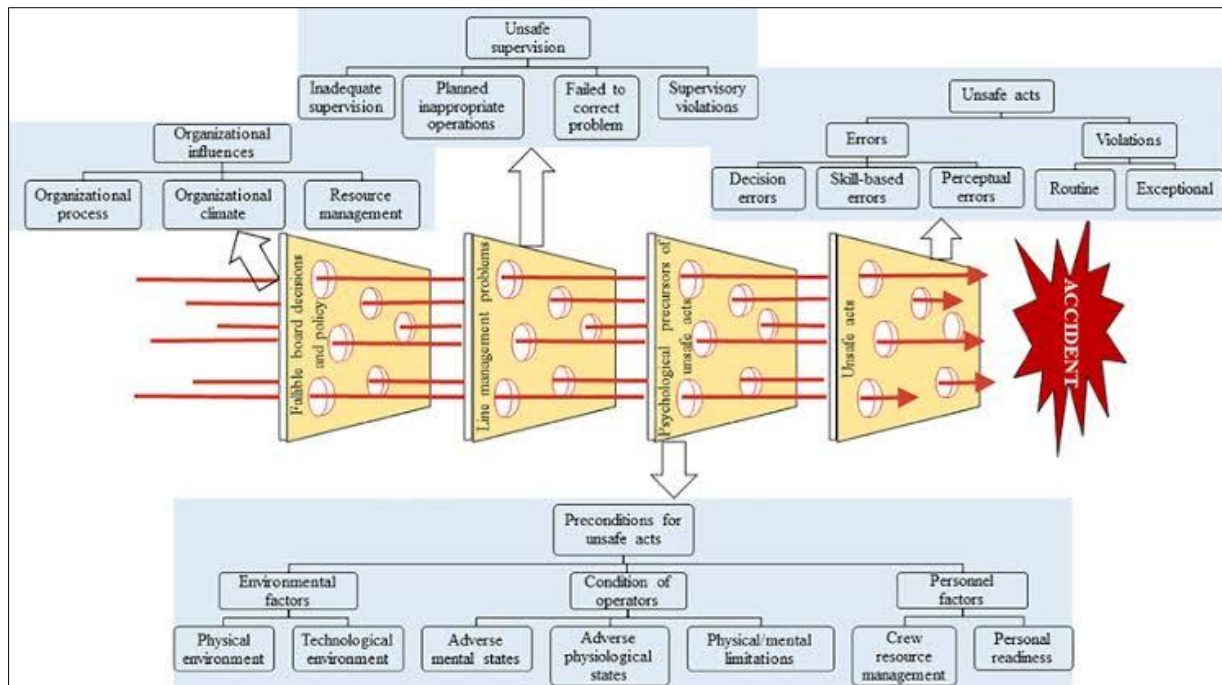 Unsafe
supervision
Inadequate
supervision
Planned
inappropriate
operations
Failed to
correct
problem
Supervisory
violations
Unsafe acts
Errors
Violations
Decision
errors
Skill-based
errors
Perceptual
errors
Routine
Exceptional
Organizational
influences
Organizational
process
Organizational
climate
Resource
management
Fallible board decisions
and policy
Line management problems
Psychological precursors of
unsafe acts
Unsafe acts
ACCIDENT
Preconditions for
unsafe acts
Environmental
factors
Condition of
operators
Personnel
factors
Physical
environment
Technological
environment
Adverse
mental states
Adverse
physiological
states
Physical/mental
limitations
Crew
resource
management
Personal
readiness